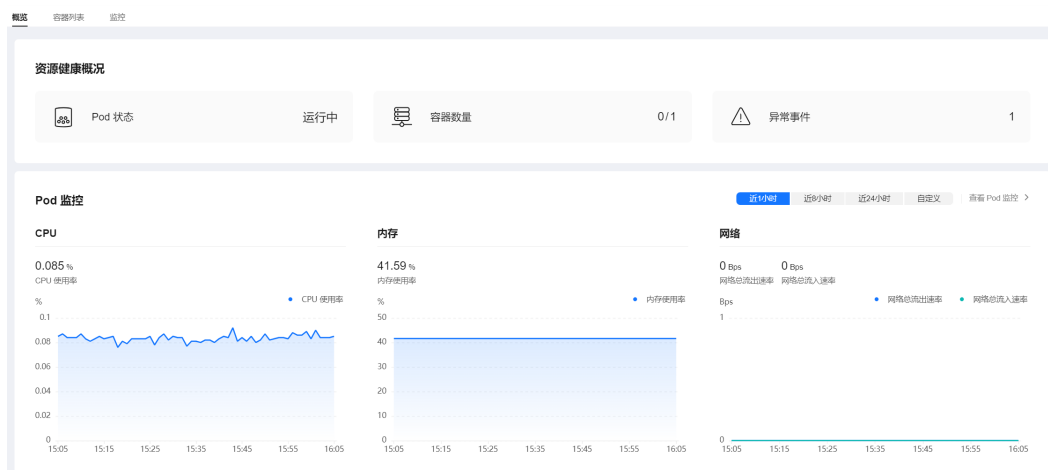 概览 容器列表 监控
资源健康概况
Pod 状态 运行中 容器数量 0/1 异常事件 1
Pod 监控 近1小时 近8小时 近24小时 自定义 查看 Pod 监控
CPU 内存 网络
0.085 % 41.59 % 0 Bps 0 Bps
CPU 使用率 内存使用率 网络总流出速率 网络总流入速率
% CPU 使用率 % 内存使用率 Bps 网络总流出速率 网络总流入速率
0.1 50 1
0.08 40
0.06 30
0.04 20
0.02 10
0 0 0
15:05 15:15 15:25 15:35 15:45 15:55 16:05 15:05 15:15 15:25 15:35 15:45 15:55 16:05 15:05 15:15 15:25 15:35 15:45 15:55 16:05